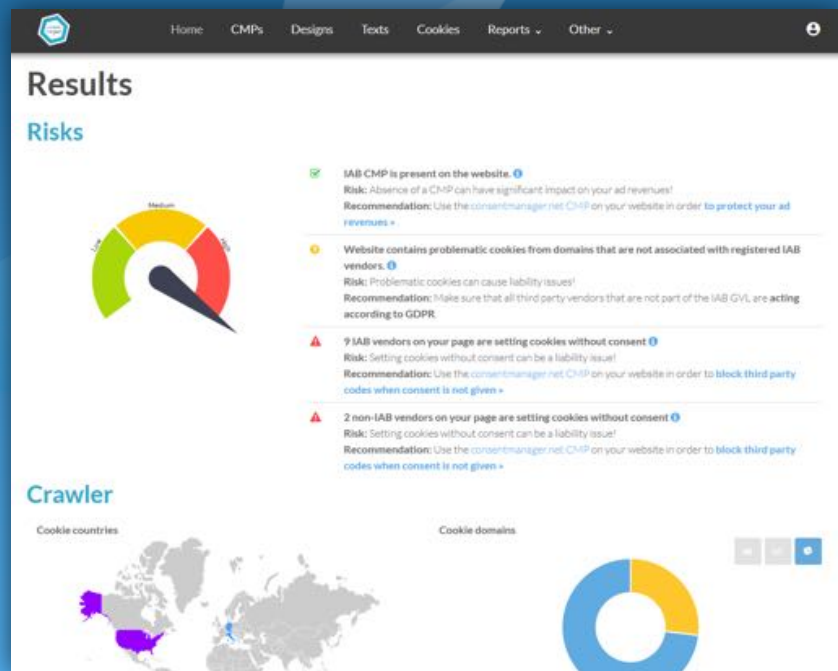 Home CMPs Designs Texts Cookies Reports Other
Results
Risks
Low
Medium
High
IAB CMP is present on the website.
Risk: Absence of a CMP can have significant impact on your ad revenues!
Recommendation: Use the consentmanager.net CMP on your website in order to protect your ad
revenues »
Website contains problematic cookies from domains that are not associated with registered IAB
vendors.
Risk: Problematic cookies can cause liability issues!
Recommendation: Make sure that all third party vendors that are not part of the IAB GVL are acting
according to GDPR.
9 IAB vendors on your page are setting cookies without consent
Risk: Setting cookies without consent can be a liability issue!
Recommendation: Use the consentmanager.net CMP on your website in order to block third party
codes when consent is not given »
2 non-IAB vendors on your page are setting cookies without consent
Risk: Setting cookies without consent can be a liability issue!
Recommendation: Use the consentmanager.net CMP on your website in order to block third party
codes when consent is not given »
Crawler
Cookie countries
Cookie domains